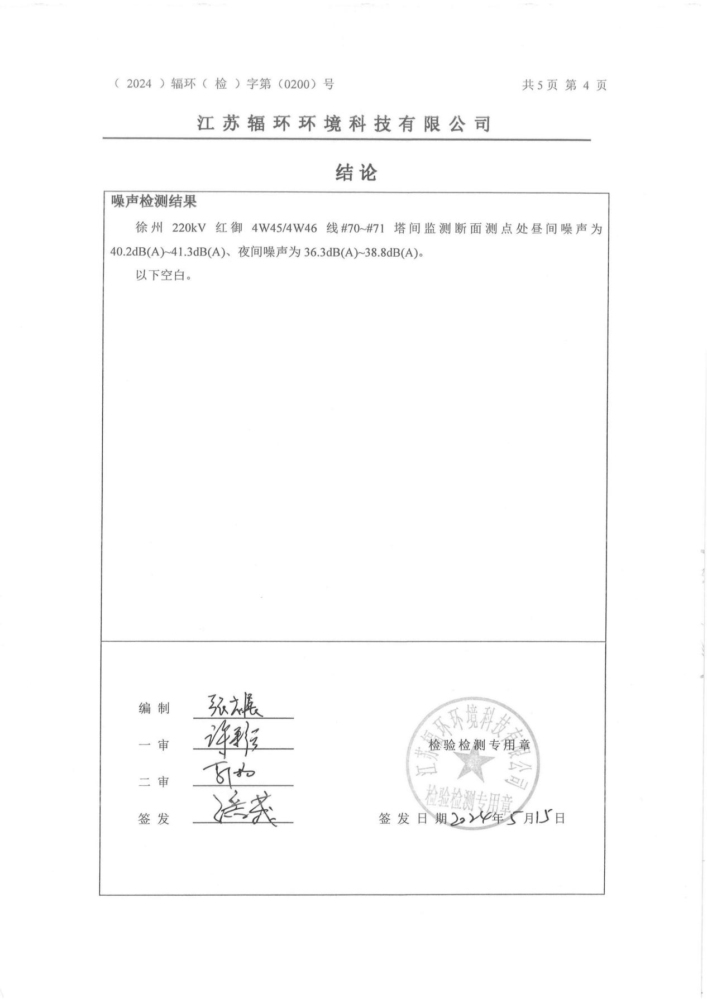 （ 2024 ）辐环（ 检 ）字第（0200）号
共 5 页 第 4 页
江苏辐环环境科技有限公司
结论
噪声检测结果
徐州 220kV 红御 4W45/4W46 线#70~#71 塔间监测断面测点处昼间噪声为
40.2dB(A)~41.3dB(A)、夜间噪声为 36.3dB(A)~38.8dB(A)。
以下空白。
编 制
一 审
二 审
签 发
江苏辐环环境科技有限公司
检验检测专用章
检验检测专用章
签 发 日 期 2024年 5 月 15 日